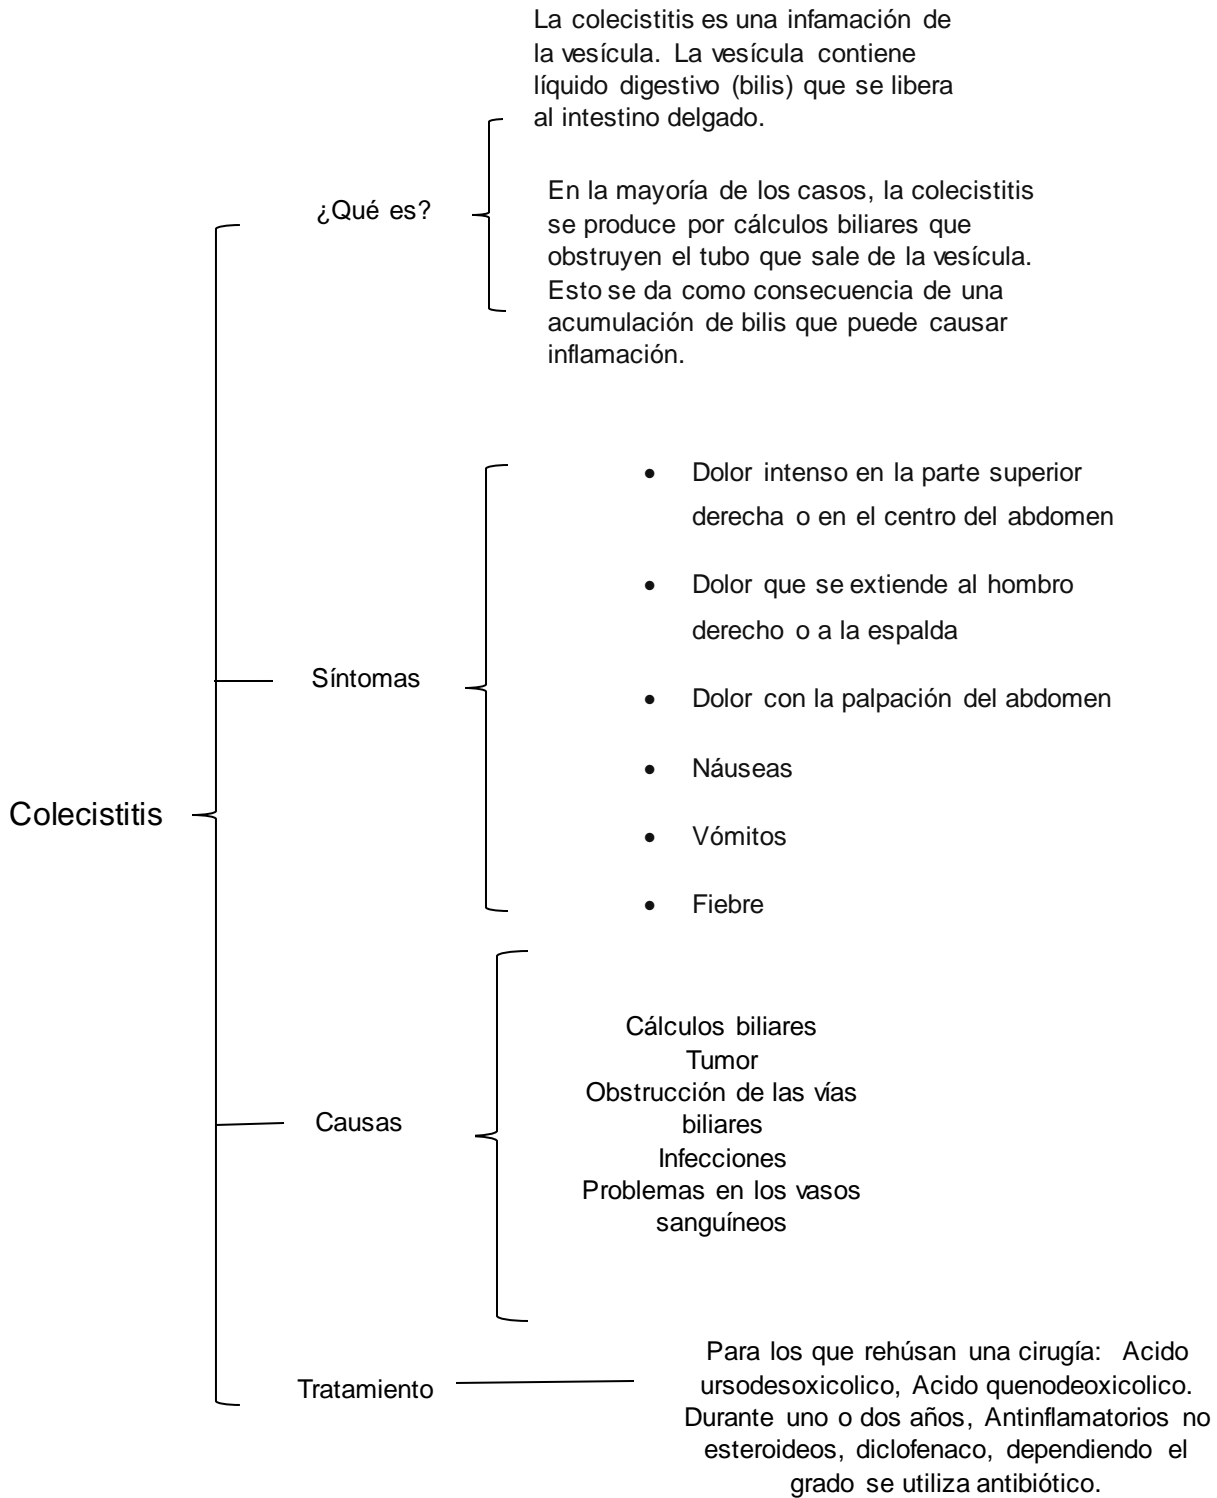 La colecistitis es una infamación de
la vesícula. La vesícula contiene
líquido digestivo (bilis) que se libera
al intestino delgado.
¿Qué es?
En la mayoría de los casos, la colecistitis
se produce por cálculos biliares que
obstruyen el tubo que sale de la vesícula.
Esto se da como consecuencia de una
acumulación de bilis que puede causar
inflamación.
Síntomas
• Dolor intenso en la parte superior
derecha o en el centro del abdomen
• Dolor que se extiende al hombro
derecho o a la espalda
• Dolor con la palpación del abdomen
• Náuseas
• Vómitos
• Fiebre
Colecistitis
Causas
Cálculos biliares
Tumor
Obstrucción de las vías
biliares
Infecciones
Problemas en los vasos
sanguíneos
Tratamiento
Para los que rehúsan una cirugía: Acido
ursodesoxicolico, Acido quenodeoxicolico.
Durante uno o dos años, Antinflamatorios no
esteroideos, diclofenaco, dependiendo el
grado se utiliza antibiótico.